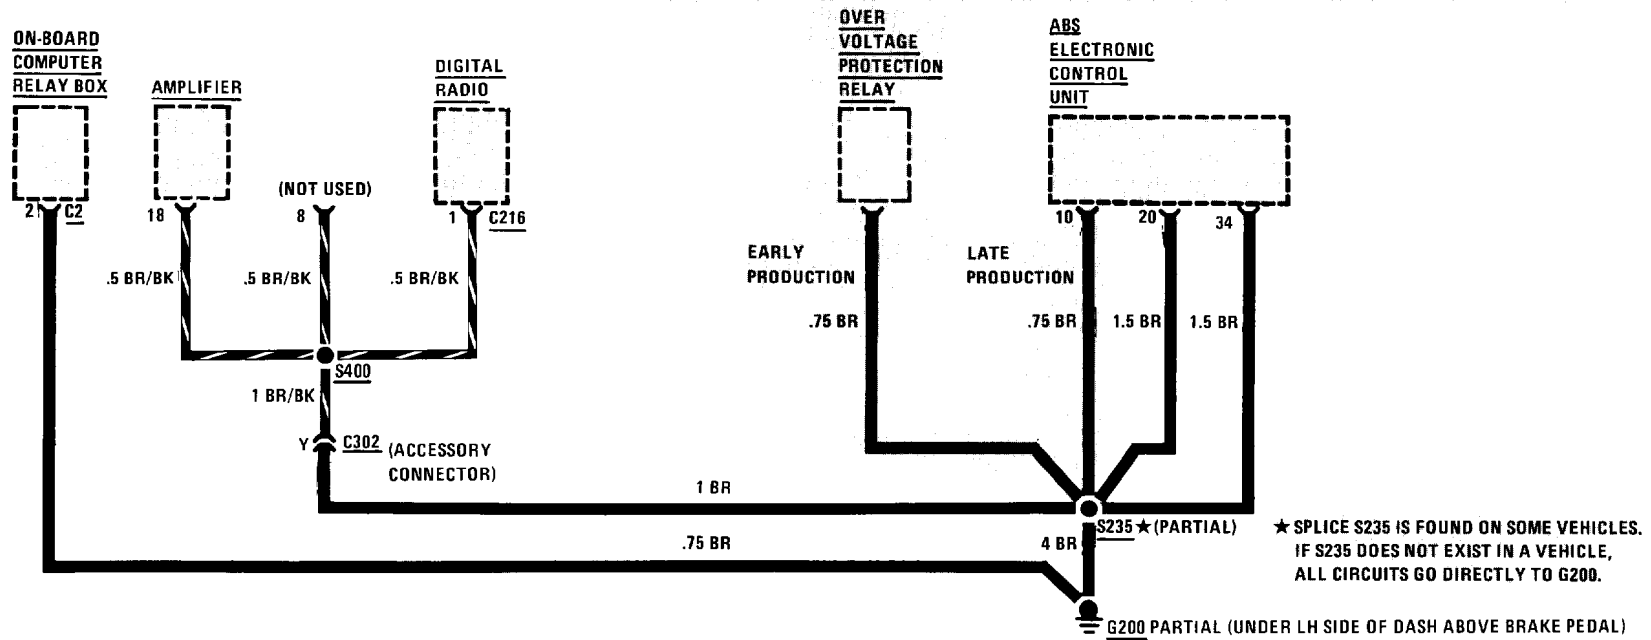 ON-BOARD
COMPUTER
RELAY BOX
AMPLIFIER
DIGITAL
RADIO
OVER
VOLTAGE
PROTECTION
RELAY
ABS
ELECTRONIC
CONTROL
UNIT
(NOT USED)
2
C2
18
8
1
C216
10
20
34
EARLY
PRODUCTION
LATE
PRODUCTION
.5 BR/BK
.5 BR/BK
.5 BR/BK
.75 BR
.75 BR
1.5 BR
1.5 BR
S400
1 BR/BK
Y
C302
(ACCESSORY
CONNECTOR)
1 BR
S235 ★ (PARTIAL)
.75 BR
4 BR
★ SPLICE S235 IS FOUND ON SOME VEHICLES.
IF S235 DOES NOT EXIST IN A VEHICLE,
ALL CIRCUITS GO DIRECTLY TO G200.
G200 PARTIAL (UNDER LH SIDE OF DASH ABOVE BRAKE PEDAL)